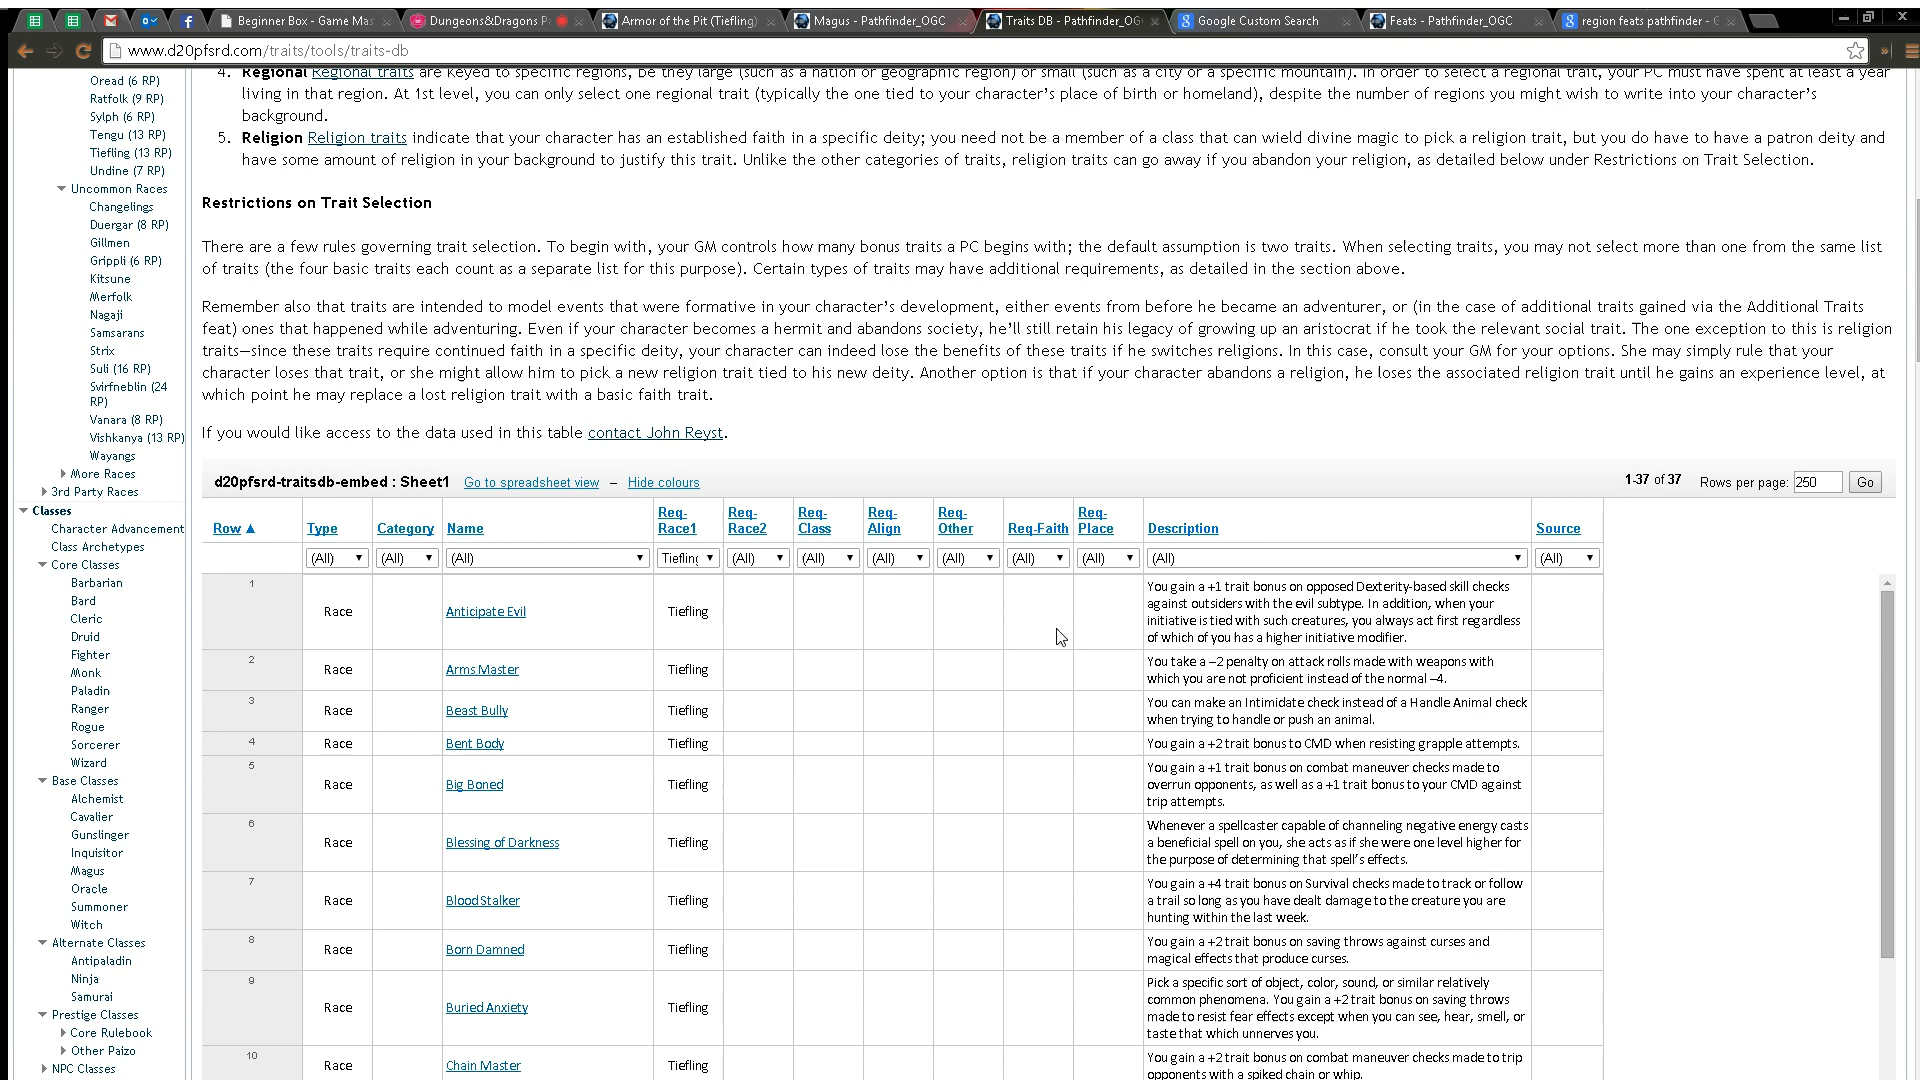 Beginner Box - Game Mas
Dungeons&Dragons P
Armor of the Pit (Tiefling)
Magus - Pathfinder_OGC
Traits DB - Pathfinder_OG
Google Custom Search
Feats - Pathfinder_OGC
region feats pathfinder - G
www.d20pfsrd.com/traits/tools/traits-db
Oread (6 RP)
Ratfolk (9 RP)
Sylph (6 RP)
Tengu (13 RP)
Tiefling (13 RP)
Undine (7 RP)
Uncommon Races
Changelings
Duergar (8 RP)
Gillmen
Grippli (6 RP)
Kitsune
Merfolk
Nagaji
Samsarans
Strix
Suli (16 RP)
Svirfneblin (24
RP)
Vanara (8 RP)
Vishkanya (13 RP)
Wayangs
More Races
3rd Party Races
Classes
Character Advancement
Class Archetypes
Core Classes
Barbarian
Bard
Cleric
Druid
Fighter
Monk
Paladin
Ranger
Rogue
Sorcerer
Wizard
Base Classes
Alchemist
Cavalier
Gunslinger
Inquisitor
Magus
Oracle
Summoner
Witch
Alternate Classes
Antipaladin
Ninja
Samurai
Prestige Classes
Core Rulebook
Other Paizo
NPC Classes
4. Regional Regional traits are keyed to specific regions, be they large (such as a nation or geographic region) or small (such as a city or a specific mountain). In order to select a regional trait, your PC must have spent at least a year
living in that region. At 1st level, you can only select one regional trait (typically the one tied to your character's place of birth or homeland), despite the number of regions you might wish to write into your character's
background.
5. Religion Religion traits indicate that your character has an established faith in a specific deity; you need not be a member of a class that can wield divine magic to pick a religion trait, but you do have to have a patron deity and
have some amount of religion in your background to justify this trait. Unlike the other categories of traits, religion traits can go away if you abandon your religion, as detailed below under Restrictions on Trait Selection.
Restrictions on Trait Selection
There are a few rules governing trait selection. To begin with, your GM controls how many bonus traits a PC begins with; the default assumption is two traits. When selecting traits, you may not select more than one from the same list
of traits (the four basic traits each count as a separate list for this purpose). Certain types of traits may have additional requirements, as detailed in the section above.
Remember also that traits are intended to model events that were formative in your character's development, either events from before he became an adventurer, or (in the case of additional traits gained via the Additional Traits
feat) ones that happened while adventuring. Even if your character becomes a hermit and abandons society, he'll still retain his legacy of growing up an aristocrat if he took the relevant social trait. The one exception to this is religion
traits—since these traits require continued faith in a specific deity, your character can indeed lose the benefits of these traits if he switches religions. In this case, consult your GM for your options. She may simply rule that your
character loses that trait, or she might allow him to pick a new religion trait tied to his new deity. Another option is that if your character abandons a religion, he loses the associated religion trait until he gains an experience level, at
which point he may replace a lost religion trait with a basic faith trait.
If you would like access to the data used in this table contact John Reyst.
d20pfsrd-traitsdb-embed : Sheet1 Go to spreadsheet view – Hide colours 1-37 of 37 Rows per page: 250 Go
Row ▲ Type Category Name Req-Race1 Req-Race2 Req-Class Req-Align Req-Other Req-Faith Req-Place Description Source
(All) (All) (All) Tiefling (All) (All) (All) (All) (All) (All) (All) (All)
1 Race Anticipate Evil Tiefling You gain a +1 trait bonus on opposed Dexterity-based skill checks
against outsiders with the evil subtype. In addition, when your
initiative is tied with such creatures, you always act first regardless
of which of you has a higher initiative modifier.
2 Race Arms Master Tiefling You take a –2 penalty on attack rolls made with weapons with
which you are not proficient instead of the normal –4.
3 Race Beast Bully Tiefling You can make an Intimidate check instead of a Handle Animal check
when trying to handle or push an animal.
4 Race Bent Body Tiefling You gain a +2 trait bonus to CMD when resisting grapple attempts.
5 Race Big Boned Tiefling You gain a +1 trait bonus on combat maneuver checks made to
overrun opponents, as well as a +1 trait bonus to your CMD against
trip attempts.
6 Race Blessing of Darkness Tiefling Whenever a spellcaster capable of channeling negative energy casts
a beneficial spell on you, she acts as if she were one level higher for
the purpose of determining that spell's effects.
7 Race Blood Stalker Tiefling You gain a +4 trait bonus on Survival checks made to track or follow
a trail so long as you have dealt damage to the creature you are
hunting within the last week.
8 Race Born Damned Tiefling You gain a +2 trait bonus on saving throws against curses and
magical effects that produce curses.
9 Race Buried Anxiety Tiefling Pick a specific sort of object, color, sound, or similar relatively
common phenomena. You gain a +2 trait bonus on saving throws
made to resist fear effects except when you can see, hear, smell, or
taste that which unnerves you.
10 Race Chain Master Tiefling You gain a +2 trait bonus on combat maneuver checks made to trip
opponents with a spiked chain or whip.